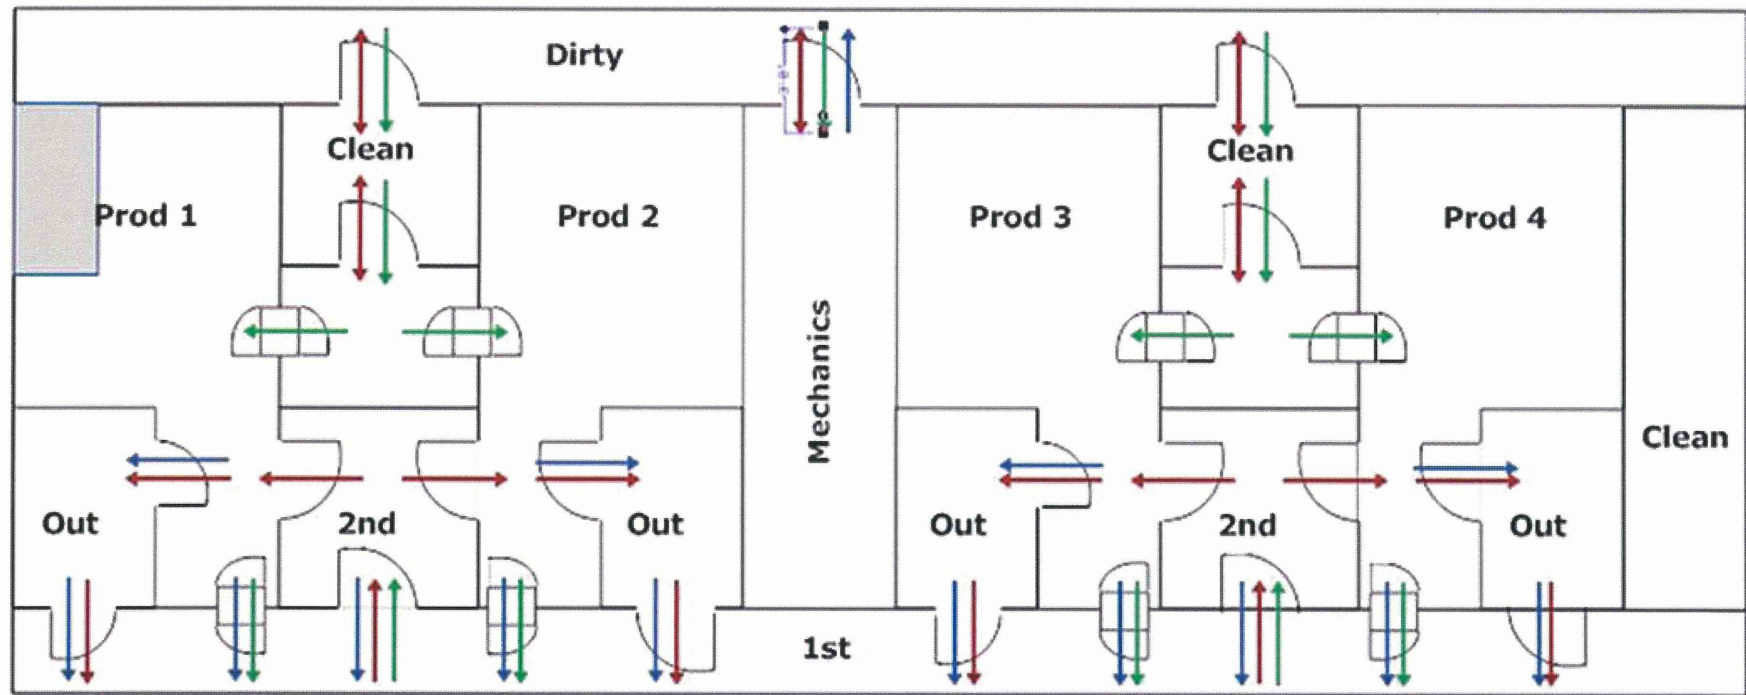 Dirty
Clean
Clean
Prod 1
Prod 2
Prod 3
Prod 4
Mechanics
Clean
Out
2nd
Out
Out
2nd
Out
1st